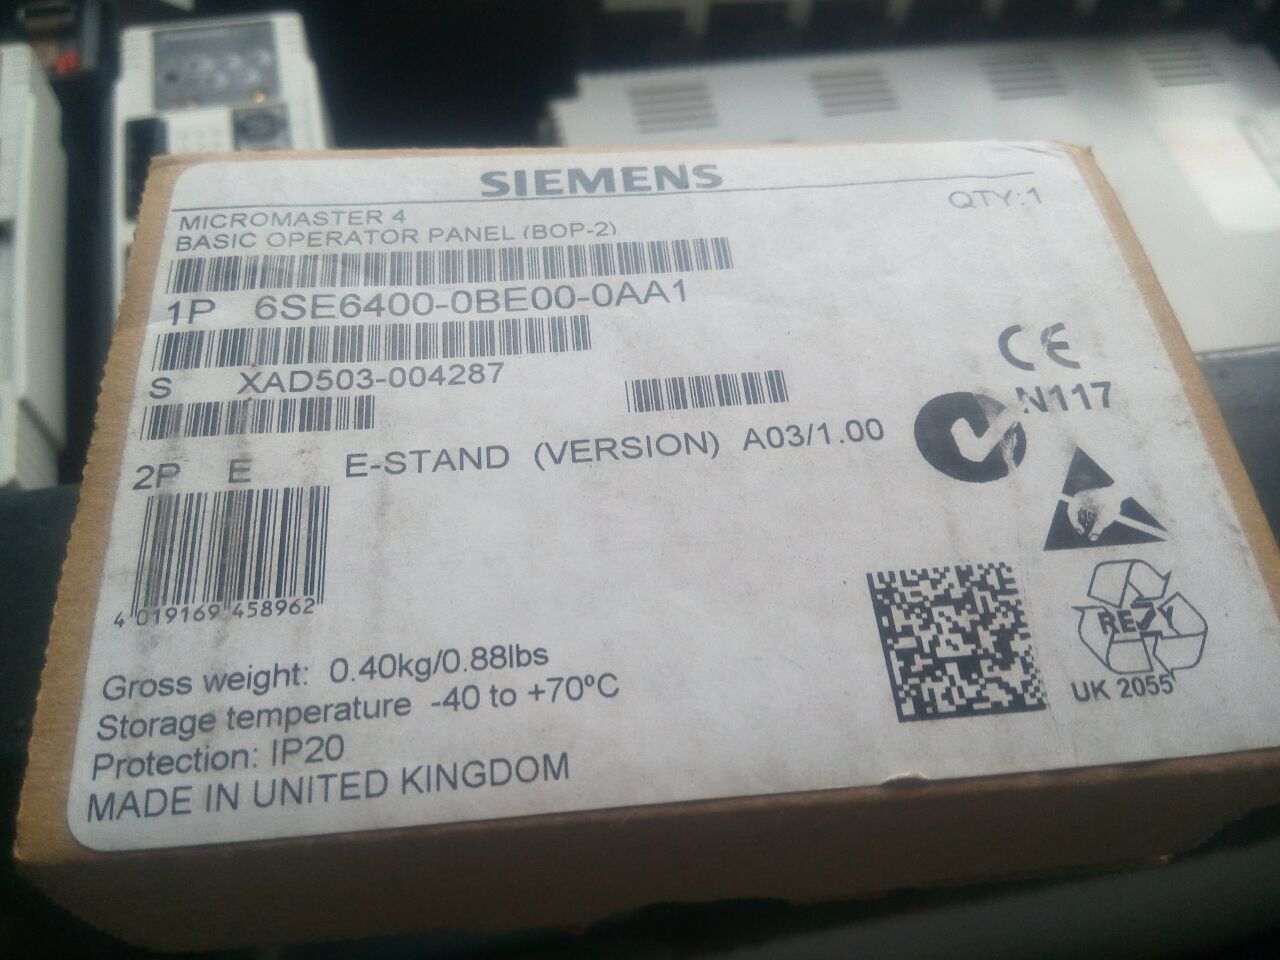 SIEMENS
MICROMASTER 4
QTY:1
BASIC OPERATOR PANEL (BOP-2)
1P 6SE6400-0BE00-0AA1
S XAD503-004287
N117
2P E E-STAND (VERSION) A03/1.00
4 019169 458962
RESY
UK 2055
Gross weight: 0.40kg/0.88lbs
Storage temperature -40 to +70ºC
Protection: IP20
MADE IN UNITED KINGDOM